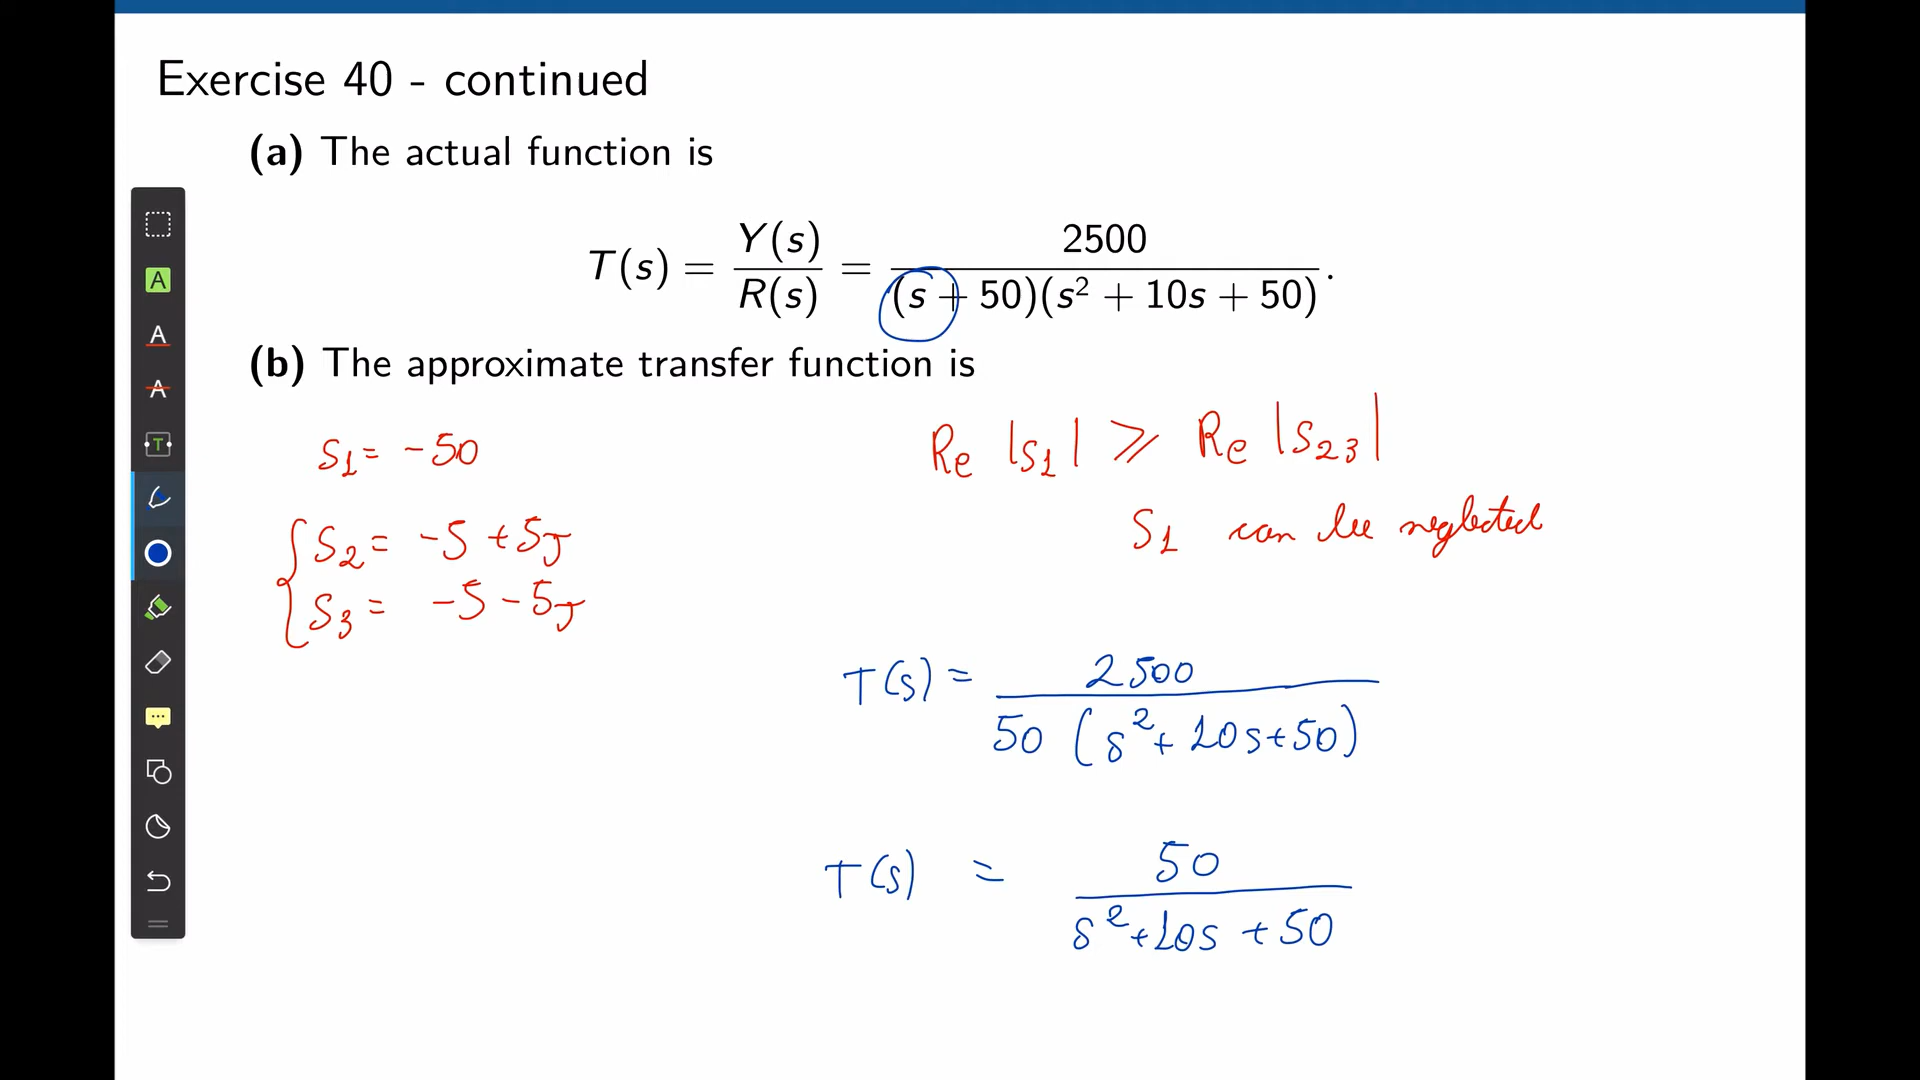 Exercise 40 - continued
(a) The actual function is
T(s) = Y(s)/R(s) = 2500/((s + 50)(s² + 10s + 50)).
(b) The approximate transfer function is
S1 = -50
Re |S1| ≫ Re |S23|
S1 can be neglected
S2 = -5 + 5J
S3 = -5 - 5J
T(s) = 2500/(50 (s² + 10s + 50))
T(s) = 50/(s² + 10s + 50)
A
A
A
T